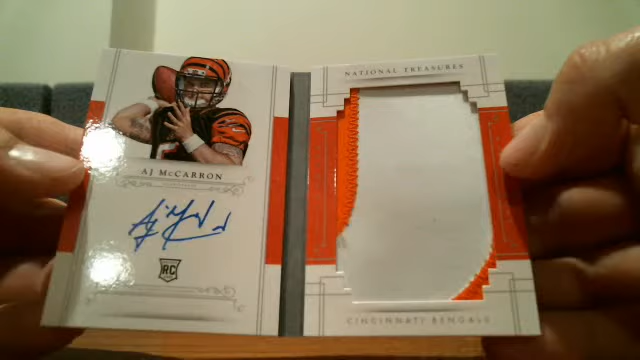 NATIONAL TREASURES
AJ McCARRON
RC
CINCINNATI BENGALS